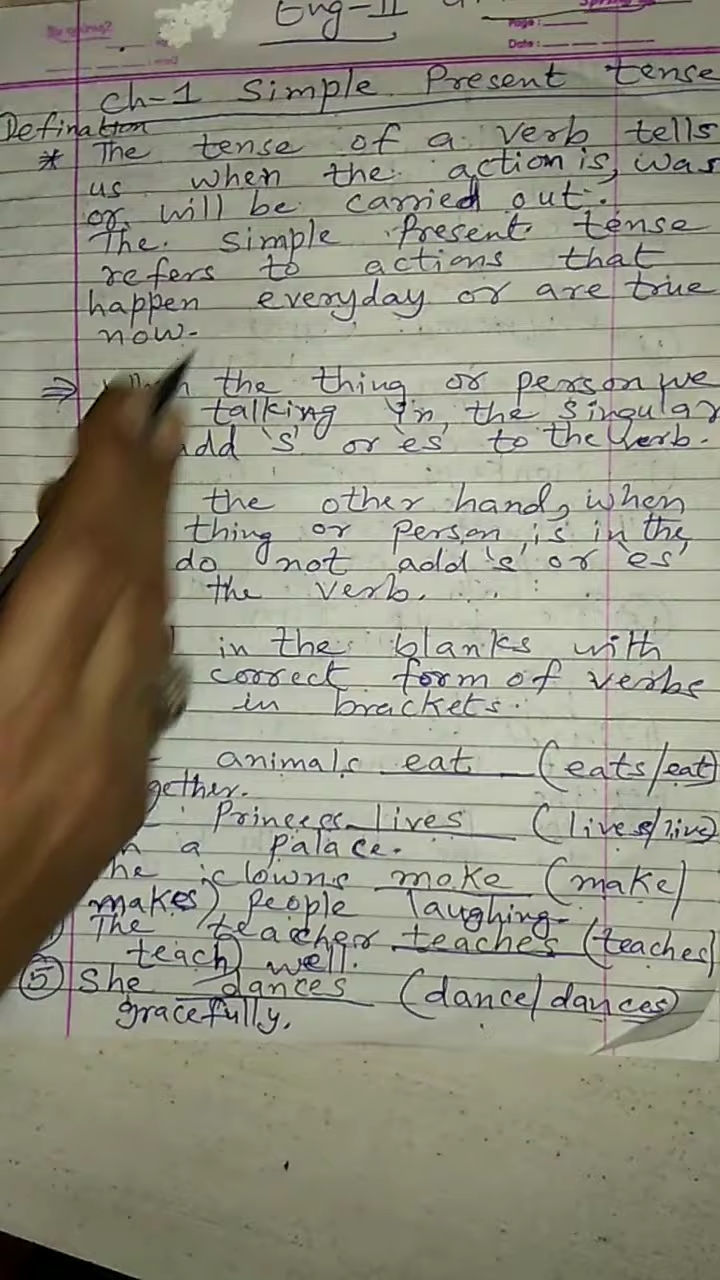 Eng-II
Page :
Date :
Ch-1 Simple Present tense
Defination
* The tense of a verb tells
us when the action is, was
or will be carried out.
The simple Present tense
refers to actions that
happen everyday or are true
now.
⇒ the thing or person we
talking in, the singular
add 's' or 'es' to the verb.
the other hand, when
thing or person is in the
do not add 's' or 'es'
the verb.
in the blanks with
correct form of verbs
in brackets.
animals eat (eats/eat)
gether.
Princess lives (lives/live)
a palace.
clowns make (make/
makes) people laughing.
The teacher teaches (teaches/
teach) well.
(5) She dances (dance/dances)
gracefully.